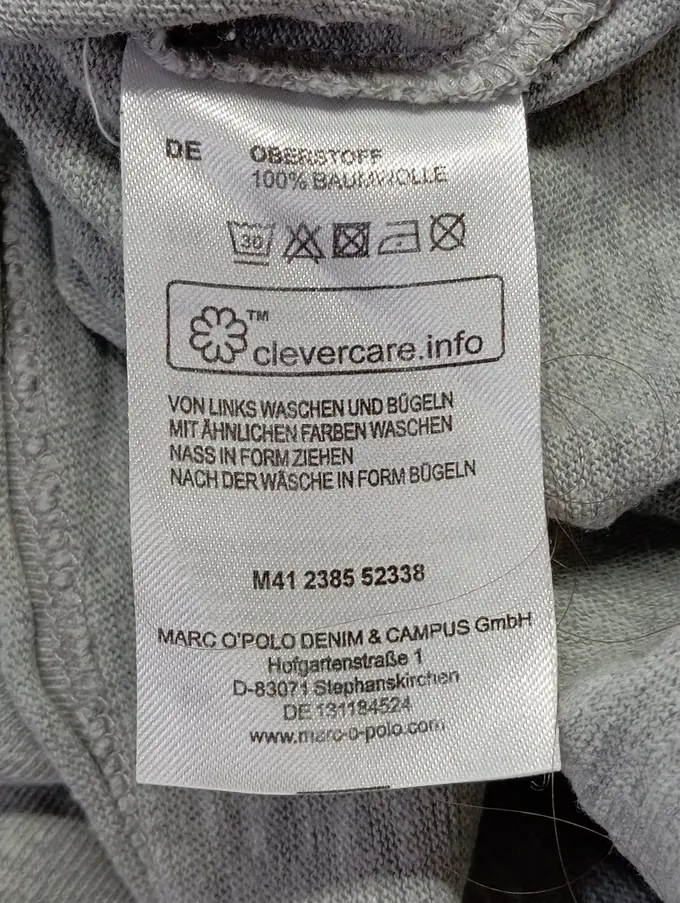 DE OBERSTOFF
100% BAUMWOLLE
30
™
clevercare.info
VON LINKS WASCHEN UND BÜGELN
MIT ÄHNLICHEN FARBEN WASCHEN
NASS IN FORM ZIEHEN
NACH DER WÄSCHE IN FORM BÜGELN
M41 2385 52338
MARC O'POLO DENIM & CAMPUS GmbH
Hofgartenstraße 1
D-83071 Stephanskirchen
DE 131184524
www.marc-o-polo.com